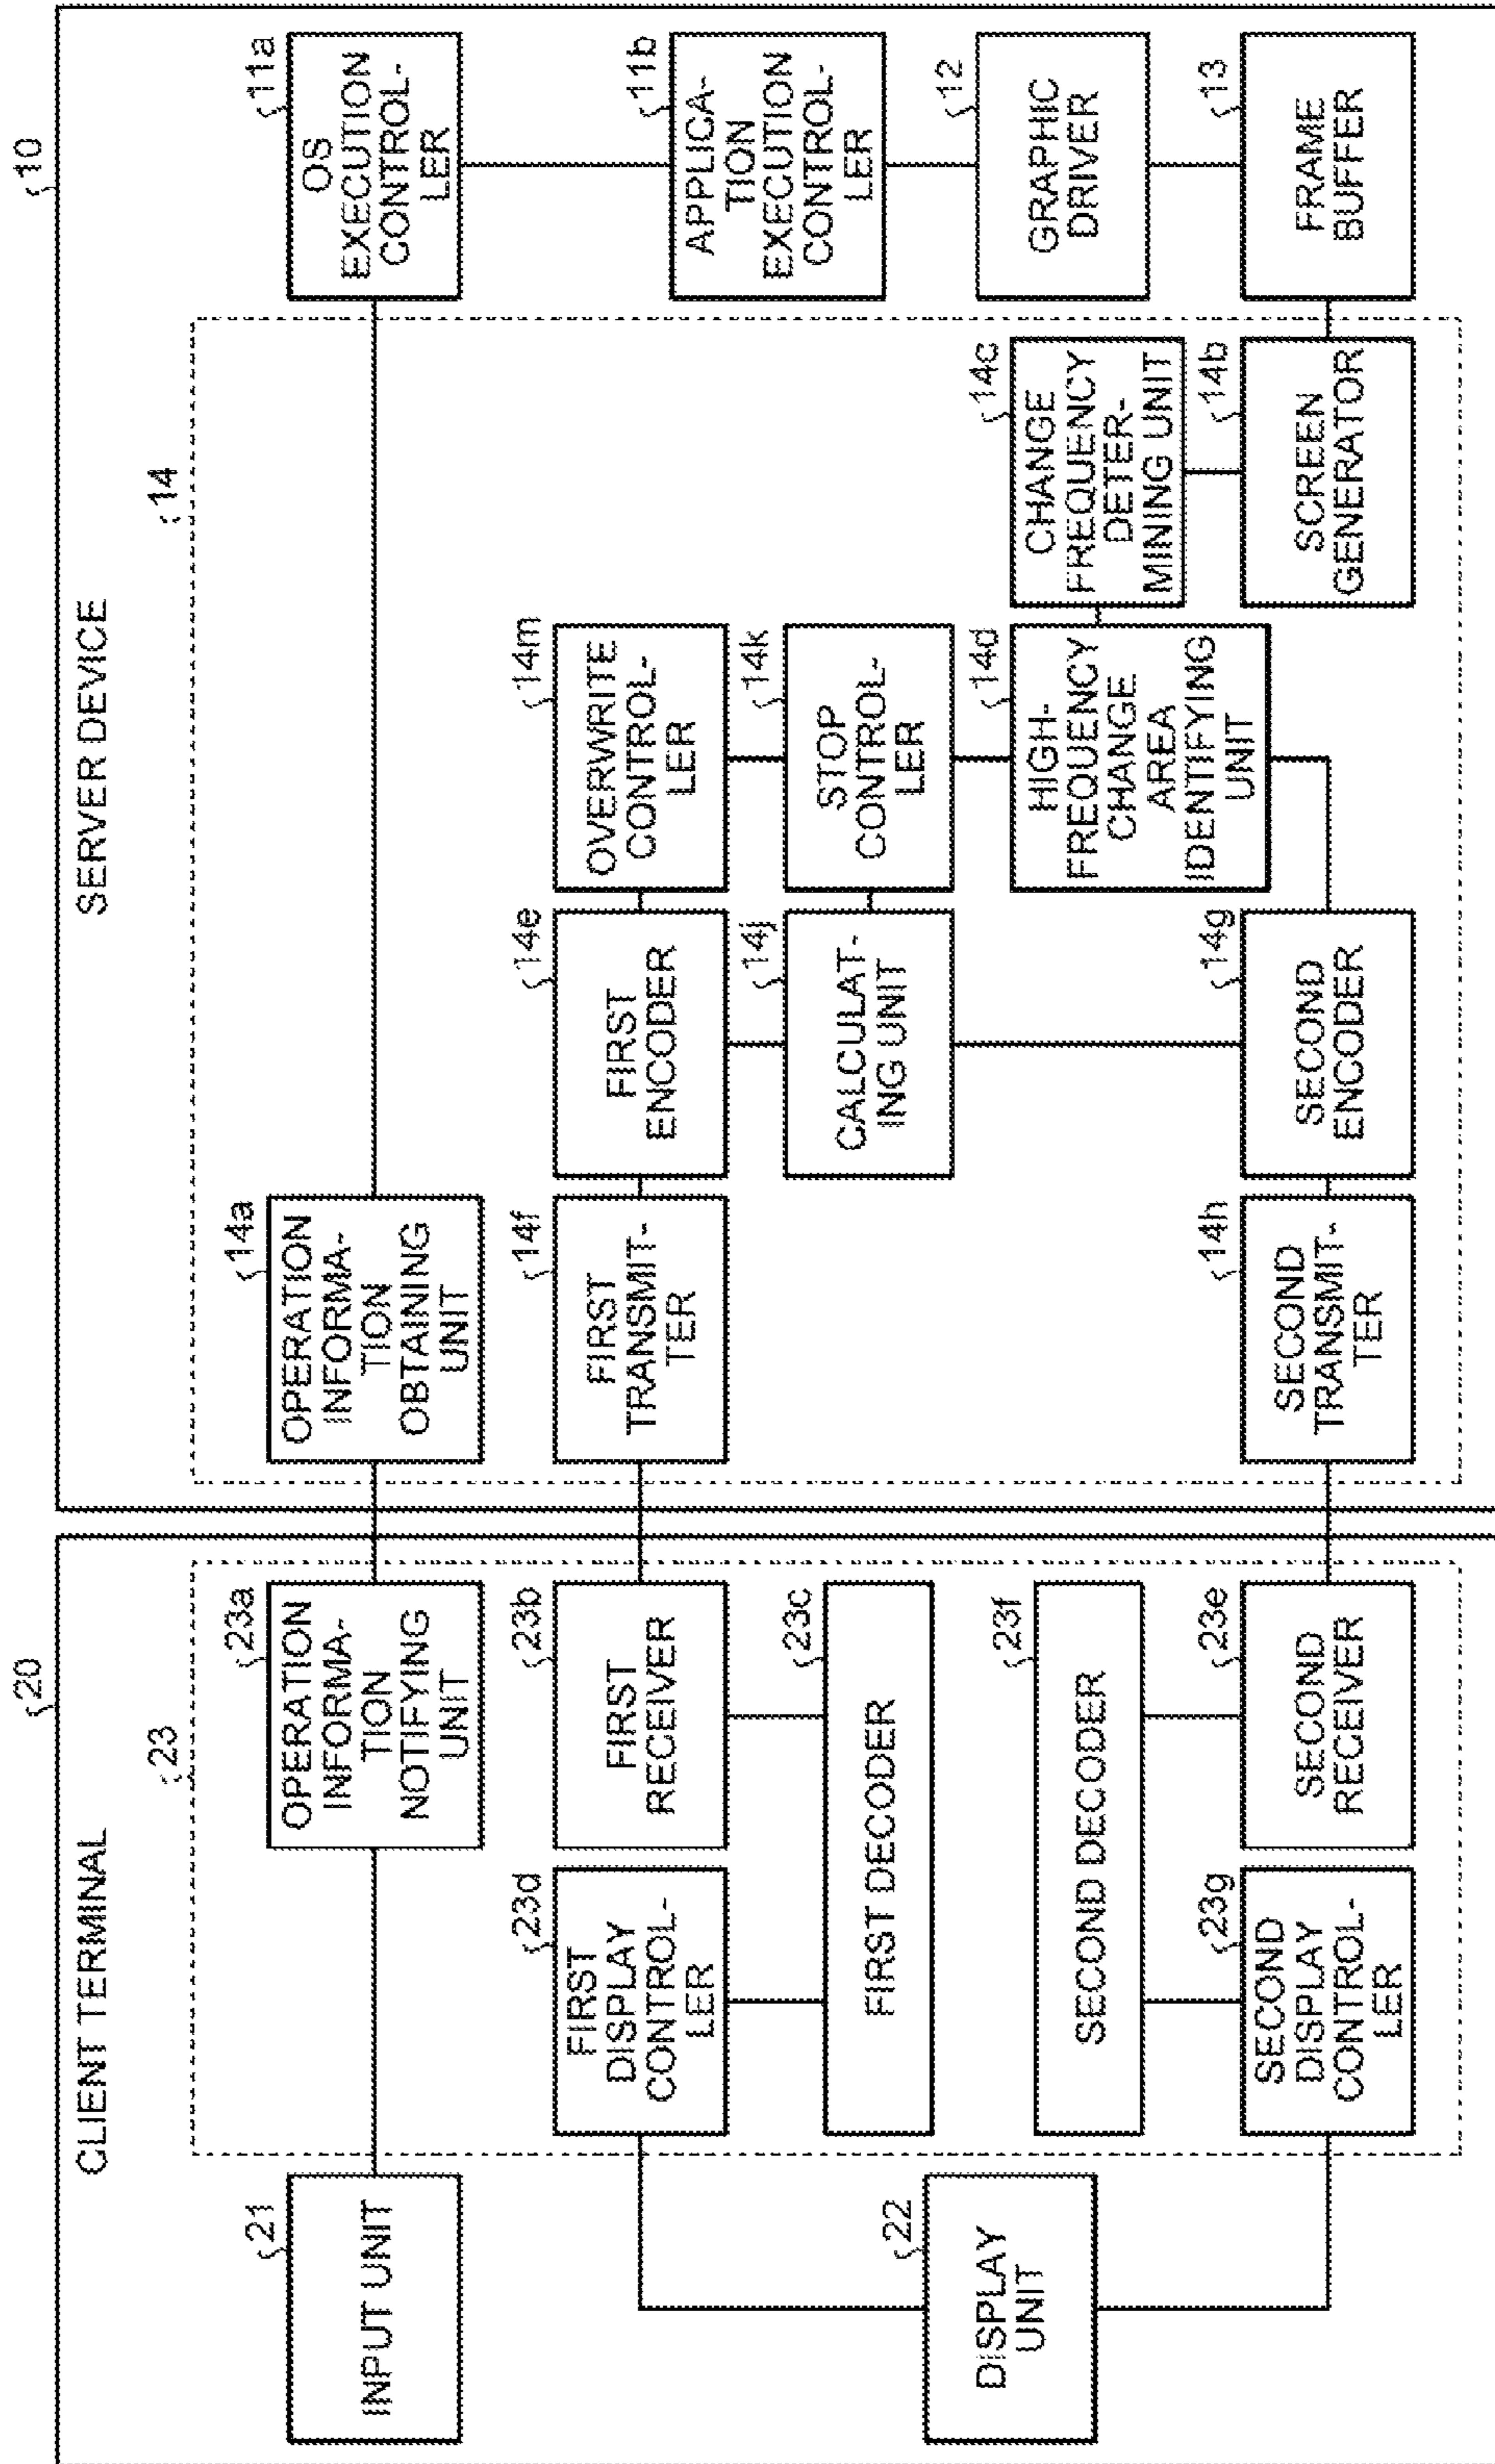 20
CLIENT TERMINAL
21
INPUT UNIT
22
DISPLAY
UNIT
23
23a
OPERATION
INFORMA-
TION
NOTIFYING
UNIT
23d
FIRST
DISPLAY
CONTROL-
LER
23b
FIRST
RECEIVER
23c
FIRST DECODER
23f
SECOND DECODER
23g
SECOND
DISPLAY
CONTROL-
LER
23e
SECOND
RECEIVER
10
SERVER DEVICE
14
14a
OPERATION
INFORMA-
TION
OBTAINING
UNIT
14f
FIRST
TRANSMIT-
TER
14e
FIRST
ENCODER
14m
OVERWRITE
CONTROL-
LER
14j
CALCULAT-
ING UNIT
14k
STOP
CONTROL-
LER
14d
HIGH-
FREQUENCY
CHANGE
AREA
IDENTIFYING
UNIT
14c
CHANGE
FREQUENCY
DETER-
MINING UNIT
14h
SECOND
TRANSMIT-
TER
14g
SECOND
ENCODER
14b
SCREEN
GENERATOR
11a
OS
EXECUTION
CONTROL-
LER
11b
APPLICA-
TION
EXECUTION
CONTROL-
LER
12
GRAPHIC
DRIVER
13
FRAME
BUFFER